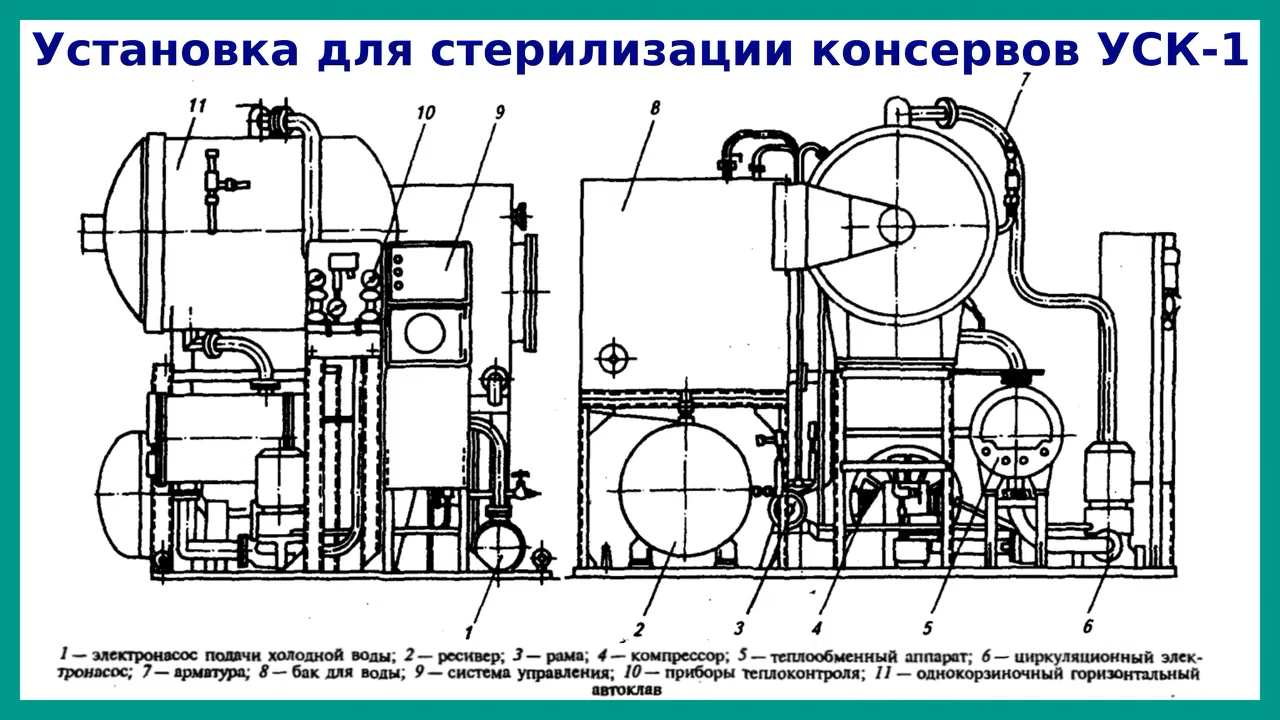 Установка для стерилизации консервов УСК-1
7
11
10
9
8
1
2
3
4
5
6
1 — электронасос подачи холодной воды; 2 — ресивер; 3 — рама; 4 — компрессор; 5 — теплообменный аппарат; 6 — циркуляционный элек-
тронасос; 7 — арматура; 8 — бак для воды; 9 — система управления; 10 — приборы теплоконтроля; 11 — однокорзиночный горизонтальный
автоклав